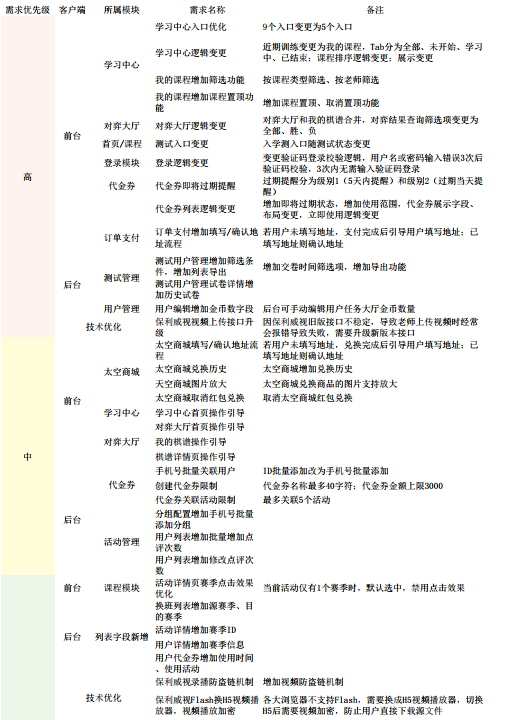 需求优先级 客户端 所属模块 需求名称 备注
学习中心入口优化 9个入口变更为5个入口
学习中心
学习中心逻辑变更 近期训练变更为我的课程，Tab分为全部、未开始、学习
中、已结束；课程排序逻辑变更；展示变更
我的课程增加筛选功能 按课程类型筛选、按老师筛选
我的课程增加课程置顶功
能 增加课程置顶、取消置顶功能
前台
对弈大厅 对弈大厅逻辑变更 对弈大厅和我的棋谱合并，对弈结果查询筛选项变更为
全部、胜、负
首页/课程 测试入口变更 入学测入口随测试状态变更
登录模块 登录逻辑变更 变更验证码登录校验逻辑，用户名或密码输入错误3次后
验证码校验，3次内无需输入验证码登录
高
代金券 代金券即将过期提醒 过期提醒分为级别1（5天内提醒）和级别2（过期当天提
醒）
代金券列表逻辑变更 增加即将过期状态，增加使用范围，代金券展示字段、
布局变更，立即使用逻辑变更
订单支付 订单支付增加填写/确认地
址流程 若用户未填写地址，支付完成后引导用户填写地址；已
填写地址则确认地址
后台
测试管理
测试用户管理增加筛选条
件，增加列表导出 增加交卷时间筛选项，增加导出功能
测试用户管理试卷详情增
加历史试卷
用户管理 用户编辑增加金币数字段 后台可手动编辑用户任务大厅金币数量
技术优化 保利威视视频上传接口升
级 因保利威视旧版接口不稳定，导致老师上传视频时经常
会报错导致失败，需要升级新版本接口
太空商城
太空商城填写/确认地址流
程 若用户未填写地址，兑换完成后引导用户填写地址；已
填写地址则确认地址
太空商城兑换历史 太空商城增加兑换历史
天空商城图片放大 太空商城兑换商品的图片支持放大
前台
太空商城取消红包兑换 取消太空商城红包兑换
学习中心 学习中心首页操作引导
对弈大厅首页操作引导
对弈大厅 我的棋谱操作引导
中
棋谱详情页操作引导
手机号批量关联用户 ID批量添加改为手机号批量添加
代金券 创建代金券限制 代金券名称最多40字符；代金券金额上限3000
代金券关联活动限制 最多关联5个活动
后台
分组配置增加手机号批量
添加分组
活动管理 用户列表增加批量增加点
评次数
用户列表增加修改点评次
数
前台 课程模块 活动详情页赛季点击效果
优化 当前活动仅有1个赛季时，默认选中，禁用点击效果
换班列表增加源赛季、目
的赛季
后台 列表字段新增
活动详情增加赛季ID
用户详情增加赛季信息
用户代金券增加使用时间
、使用活动
技术优化
保利威视录播防盗链机制 增加视频防盗链机制
保利威视Flash换H5视频播
放器，视频播放加密 各大浏览器不支持Flash，需要换成H5视频播放器，切换
H5后需要视频加密，防止用户直接下载源文件